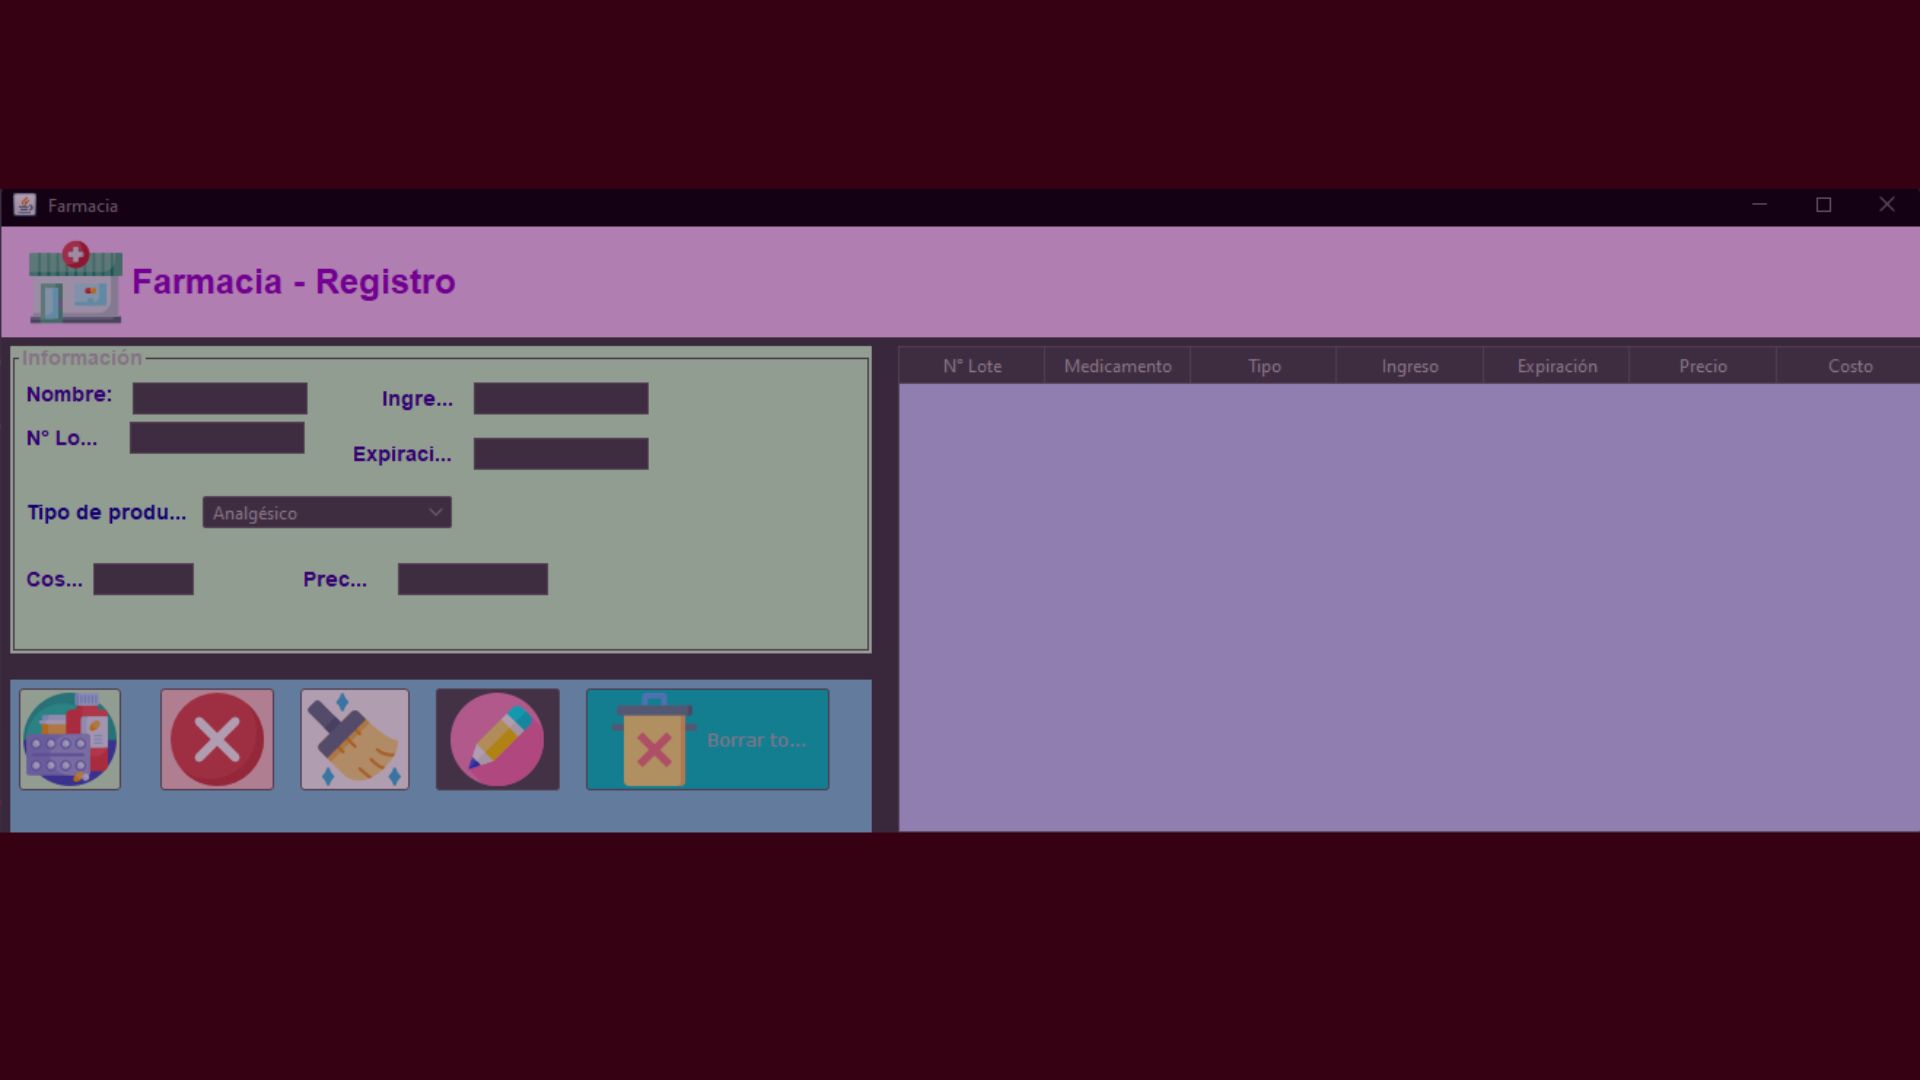 Farmacia
Farmacia - Registro
Información
Nombre:
Ingre...
N° Lo...
Expiraci...
Tipo de produ...
Analgésico
Cos...
Prec...
Borrar to...
N° Lote
Medicamento
Tipo
Ingreso
Expiración
Precio
Costo